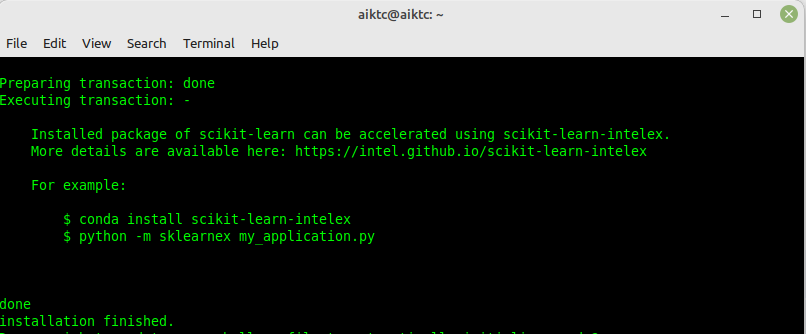 aiktc@aiktc: ~
File Edit View Search Terminal Help
Preparing transaction: done
Executing transaction: -
Installed package of scikit-learn can be accelerated using scikit-learn-intelex.
More details are available here: https://intel.github.io/scikit-learn-intelex
For example:
$ conda install scikit-learn-intelex
$ python -m sklearnex my_application.py
done
installation finished.